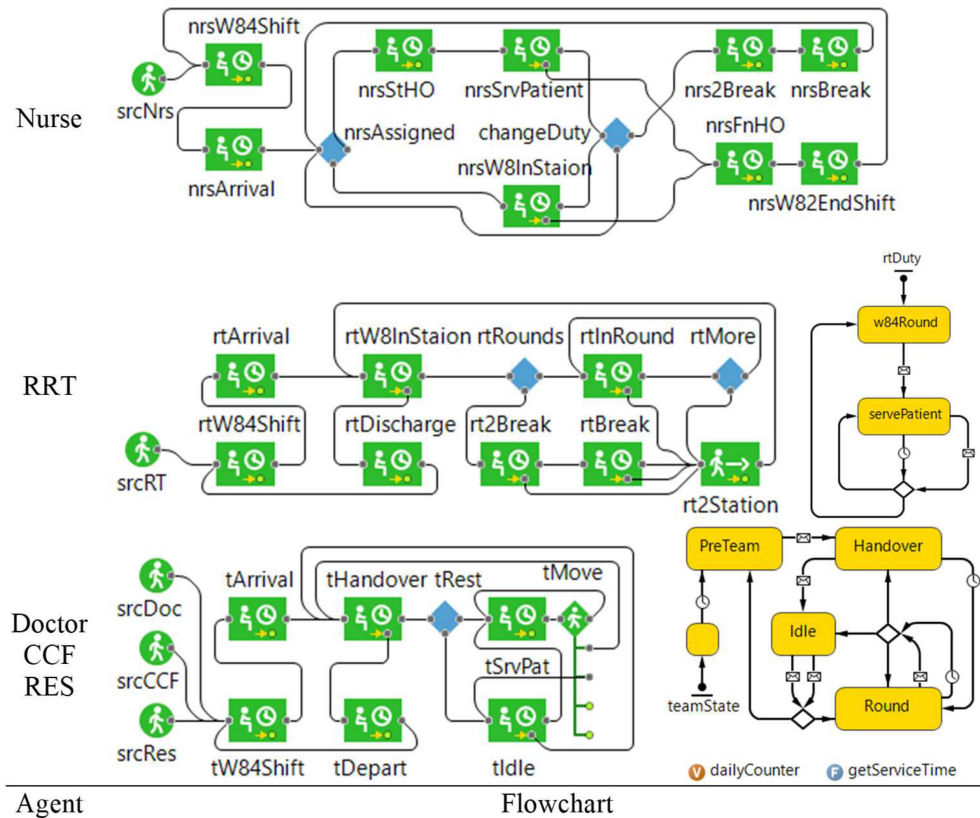 nrsW84Shift
srcNrs
Nurse
nrsArrival
nrsAssigned
nrsStHO
nrsSrvPatient
changeDuty
nrsW8InStaion
nrs2Break
nrsBreak
nrsFnHO
nrsW82EndShift
RRT
rtArrival
rtW8InStaion
rtRounds
rtInRound
rtMore
rtW84Shift
rtDischarge
rt2Break
rtBreak
srcRT
rt2Station
rtDuty
w84Round
servePatient
Doctor
CCF
RES
srcDoc
srcCCF
srcRes
tArrival
tHandover
tRest
tMove
tSrvPat
tW84Shift
tDepart
tIdle
PreTeam
Handover
Idle
Round
teamState
V dailyCounter
F getServiceTime
Agent
Flowchart